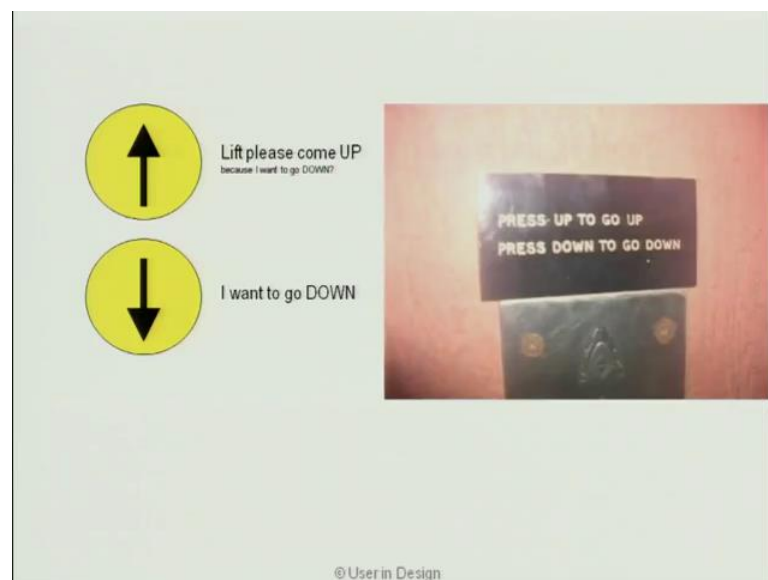 Lift please come UP
because I want to go DOWN?
I want to go DOWN
PRESS UP TO GO UP
PRESS DOWN TO GO DOWN
© User in Design